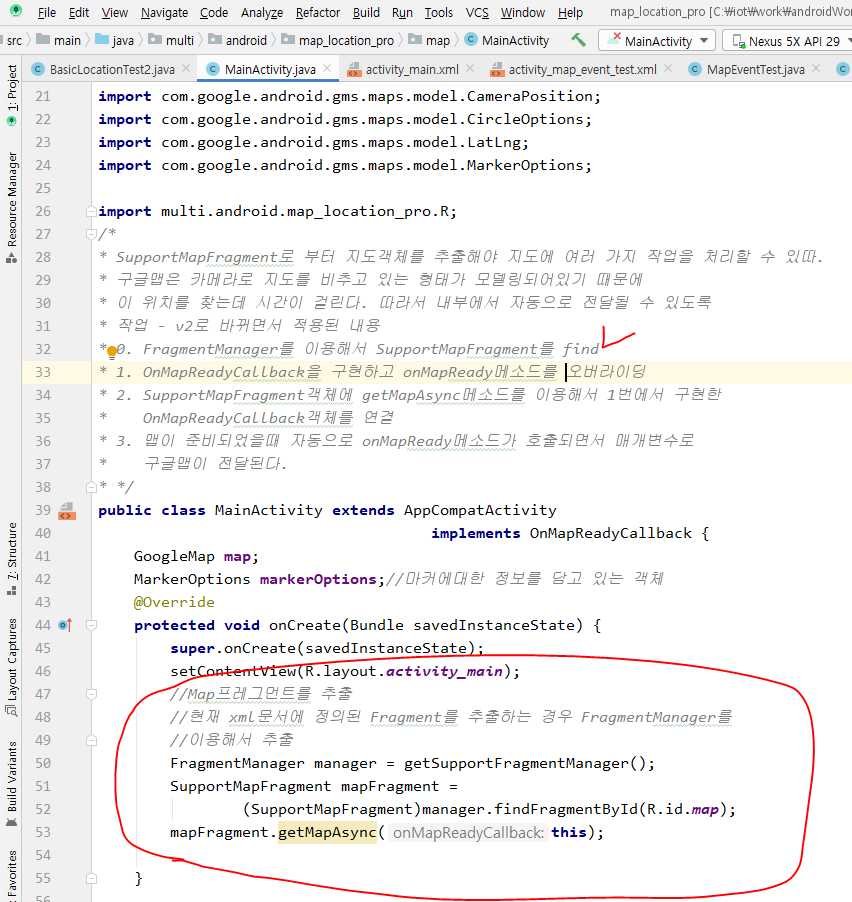 File Edit View Navigate Code Analyze Refactor Build Run Tools VCS Window Help map_location_pro [C:\iot\work\androidWor
src main java multi android map_location_pro map MainActivity MainActivity Nexus 5X API 29
BasicLocationTest2.java MainActivity.java activity_main.xml activity_map_event_test.xml MapEventTest.java
1: Project
Resource Manager
7: Structure
Layout Captures
Build Variants
Favorites
21 import com.google.android.gms.maps.model.CameraPosition;
22 import com.google.android.gms.maps.model.CircleOptions;
23 import com.google.android.gms.maps.model.LatLng;
24 import com.google.android.gms.maps.model.MarkerOptions;
25
26 import multi.android.map_location_pro.R;
27 /*
28 * SupportMapFragment로 부터 지도객체를 추출해야 지도에 여러 가지 작업을 처리할 수 있따.
29 * 구글맵은 카메라로 지도를 비추고 있는 형태가 모델링되어있기 때문에
30 * 이 위치를 찾는데 시간이 걸린다. 따라서 내부에서 자동으로 전달될 수 있도록
31 * 작업 - v2로 바뀌면서 적용된 내용
32 * 0. FragmentManager를 이용해서 SupportMapFragment를 find
33 * 1. OnMapReadyCallback을 구현하고 onMapReady메소드를 오버라이딩
34 * 2. SupportMapFragment객체에 getMapAsync메소드를 이용해서 1번에서 구현한
35 * OnMapReadyCallback객체를 연결
36 * 3. 맵이 준비되었을때 자동으로 onMapReady메소드가 호출되면서 매개변수로
37 * 구글맵이 전달된다.
38 * */
39 public class MainActivity extends AppCompatActivity
40 implements OnMapReadyCallback {
41 GoogleMap map;
42 MarkerOptions markerOptions;//마커에대한 정보를 담고 있는 객체
43 @Override
44 protected void onCreate(Bundle savedInstanceState) {
45 super.onCreate(savedInstanceState);
46 setContentView(R.layout.activity_main);
47 //Map프레그먼트를 추출
48 //현재 xml문서에 정의된 Fragment를 추출하는 경우 FragmentManager를
49 //이용해서 추출
50 FragmentManager manager = getSupportFragmentManager();
51 SupportMapFragment mapFragment =
52 (SupportMapFragment)manager.findFragmentById(R.id.map);
53 mapFragment.getMapAsync( onMapReadyCallback: this);
54
55 }
56